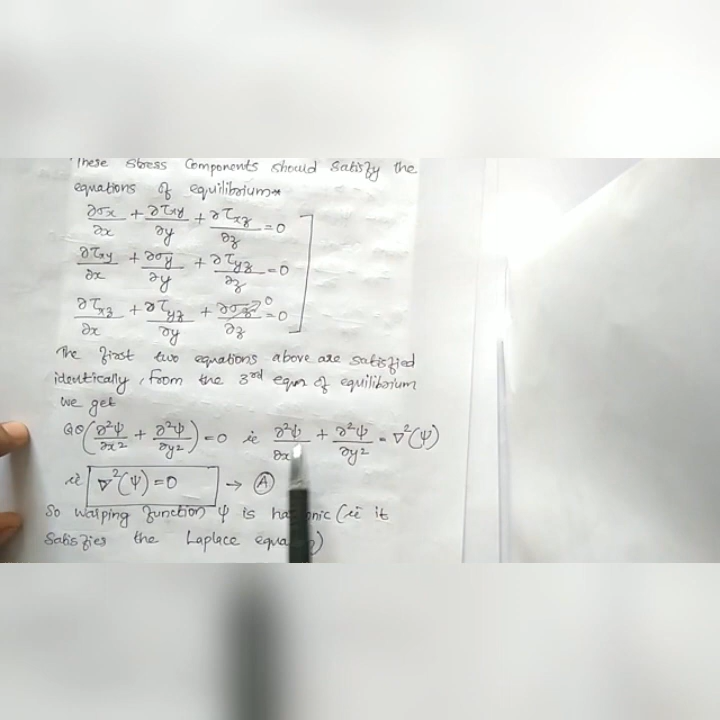 These stress Components should satisfy the
equations of equilibrium
∂σx/∂x + ∂τxy/∂y + ∂τxz/∂z = 0
∂τxy/∂x + ∂σy/∂y + ∂τyz/∂z = 0
∂τxz/∂x + ∂τyz/∂y + ∂σz/∂z → 0 = 0
The first two equations above are satisfied
identically, from the 3rd eqn of equilibrium
we get
Gθ(∂²ψ/∂x² + ∂²ψ/∂y²) = 0 ie ∂²ψ/∂x + ∂²ψ/∂y² = ∇²(ψ)
ie ∇²(ψ) = 0 → Ⓐ
So warping function ψ is (ie it
Satisfies the Laplace